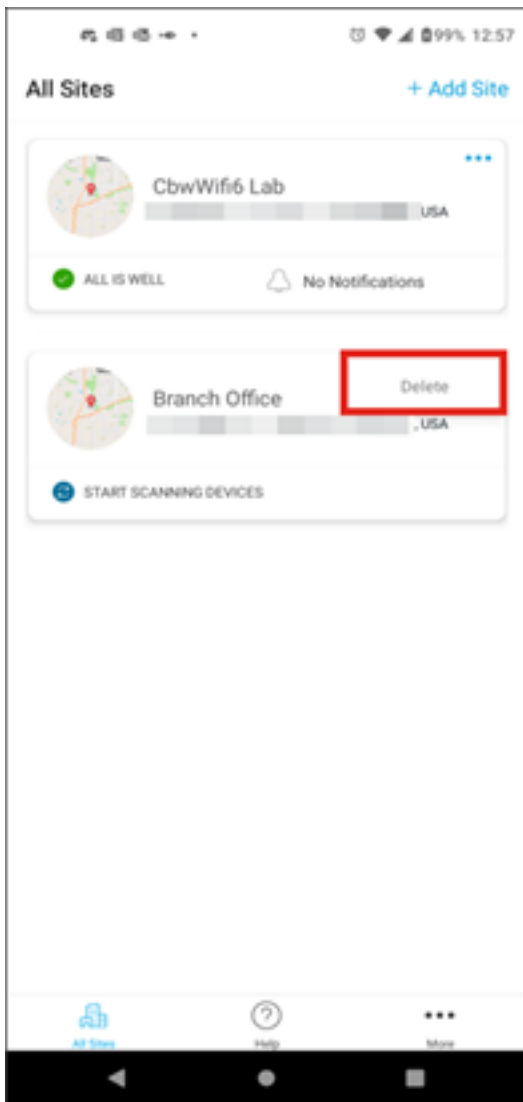 99% 12:57
All Sites + Add Site
CbwWifi6 Lab
USA
ALL IS WELL No Notifications
Delete
Branch Office
, USA
START SCANNING DEVICES
All Sites Help More